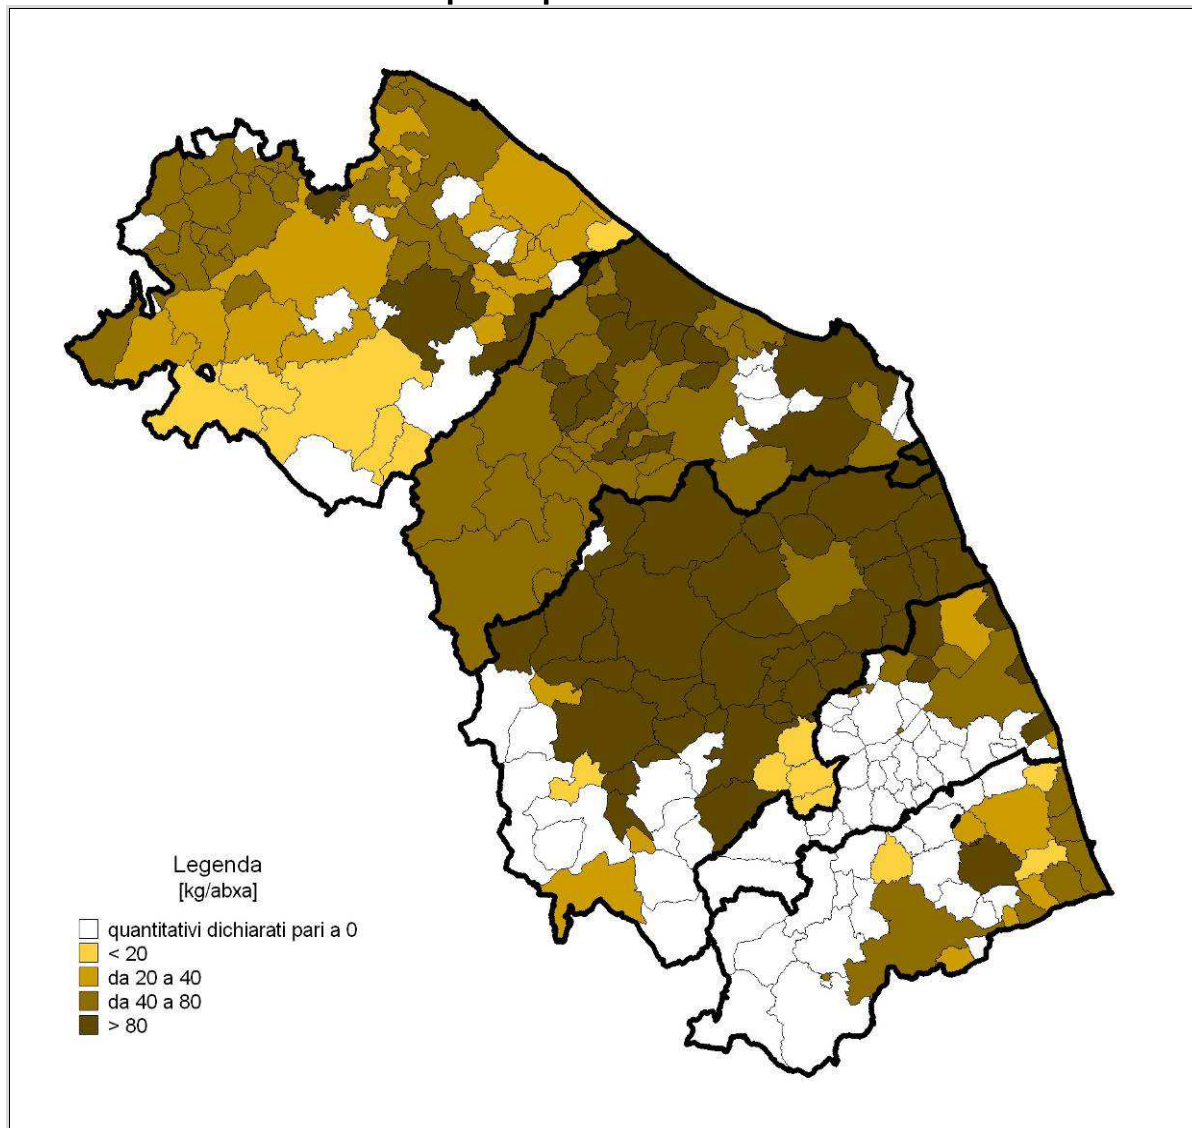 Legenda
[kg/abxa]
quantitativi dichiarati pari a 0
< 20
da 20 a 40
da 40 a 80
> 80